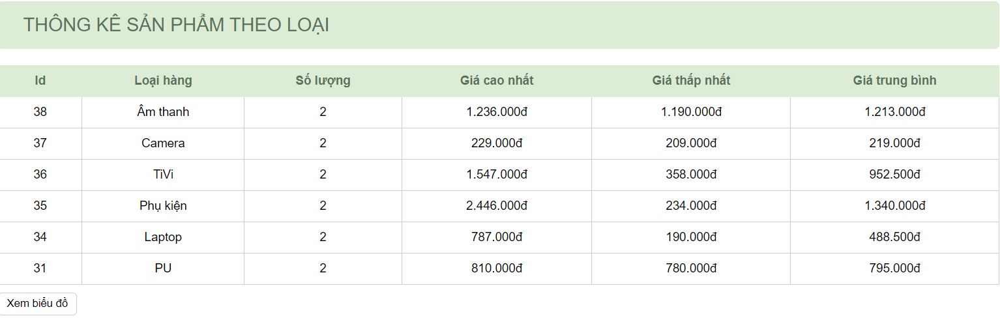 THÔNG KÊ SẢN PHẨM THEO LOẠI
Id Loại hàng Số lượng Giá cao nhất Giá thấp nhất Giá trung bình
38 Âm thanh 2 1.236.000đ 1.190.000đ 1.213.000đ
37 Camera 2 229.000đ 209.000đ 219.000đ
36 TiVi 2 1.547.000đ 358.000đ 952.500đ
35 Phụ kiện 2 2.446.000đ 234.000đ 1.340.000đ
34 Laptop 2 787.000đ 190.000đ 488.500đ
31 PU 2 810.000đ 780.000đ 795.000đ
Xem biểu đồ